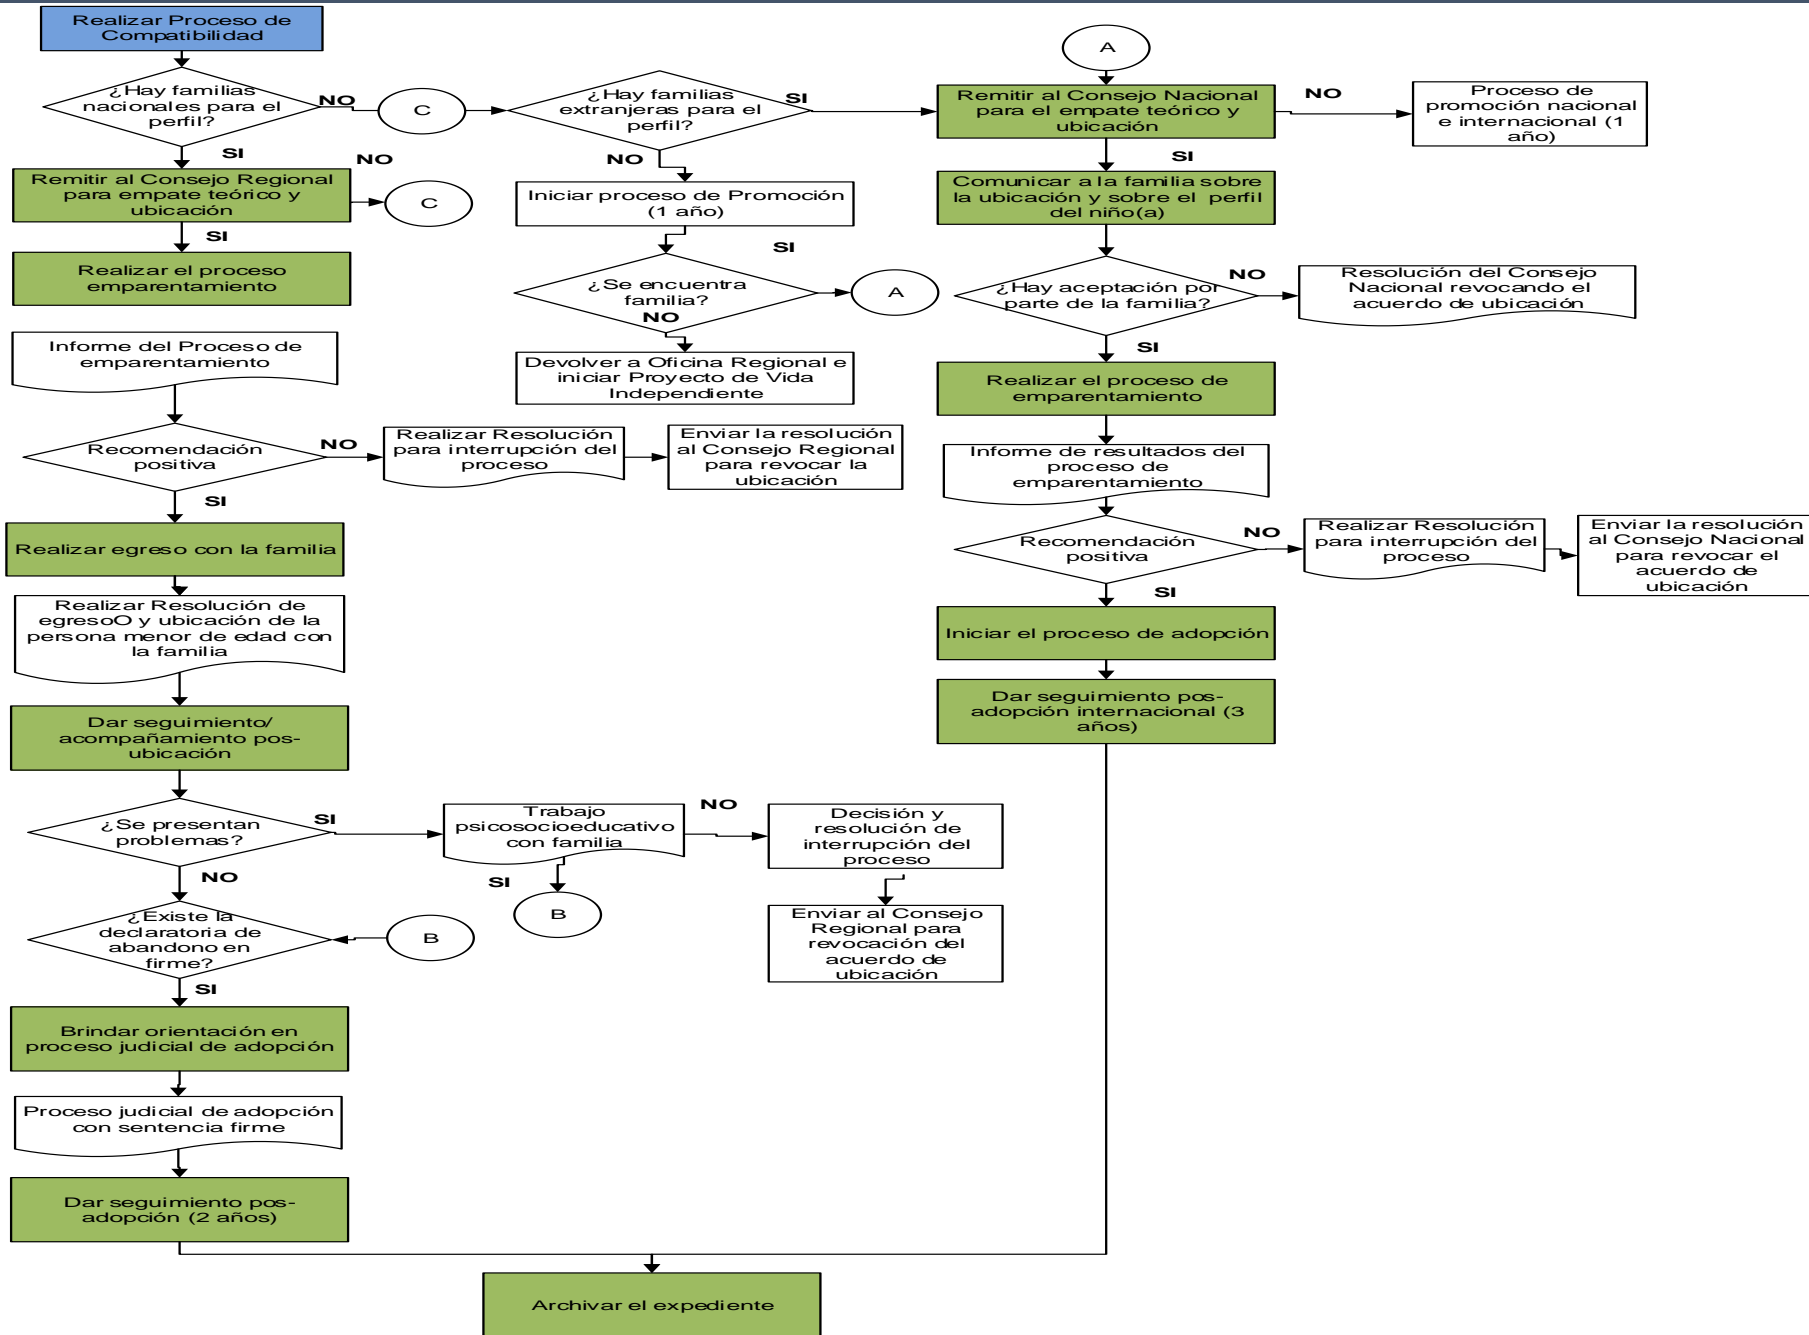 Realizar Proceso de
Compatibilidad
¿Hay familias
nacionales para el
perfil?
NO
C
¿Hay familias
extranjeras para el
perfil?
SI
A
Remitir al Consejo Nacional
para el empate teórico y
ubicación
NO
Proceso de
promoción nacional
e internacional (1
año)
SI
Remitir al Consejo Regional
para empate teórico y
ubicación
NO
C
SI
Realizar el proceso
emparentamiento
NO
Iniciar proceso de Promoción
(1 año)
¿Se encuentra
familia?
SI
A
NO
Devolver a Oficina Regional e
iniciar Proyecto de Vida
Independiente
SI
Comunicar a la familia sobre
la ubicación y sobre el perfil
del niño(a)
¿Hay aceptación por
parte de la familia?
NO
Resolución del Consejo
Nacional revocando el
acuerdo de ubicación
SI
Realizar el proceso de
emparentamiento
Informe de resultados del
proceso de
emparentamiento
Recomendación
positiva
NO
Realizar Resolución
para interrupción del
proceso
Enviar la resolución
al Consejo Nacional
para revocar el
acuerdo de
ubicación
SI
Iniciar el proceso de adopción
Dar seguimiento pos-
adopción internacional (3
años)
Informe del Proceso de
emparentamiento
Recomendación
positiva
NO
Realizar Resolución
para interrupción del
proceso
Enviar la resolución
al Consejo Regional
para revocar la
ubicación
SI
Realizar egreso con la familia
Realizar Resolución de
egresoO y ubicación de la
persona menor de edad con
la familia
Dar seguimiento/
acompañamiento pos-
ubicación
¿Se presentan
problemas?
SI
Trabajo
psicosocioeducativo
con familia
NO
Decisión y
resolución de
interrupción del
proceso
SI
B
Enviar al Consejo
Regional para
revocación del
acuerdo de
ubicación
NO
¿Existe la
declaratoria de
abandono en
firme?
B
SI
Brindar orientación en
proceso judicial de adopción
Proceso judicial de adopción
con sentencia firme
Dar seguimiento pos-
adopción (2 años)
Archivar el expediente